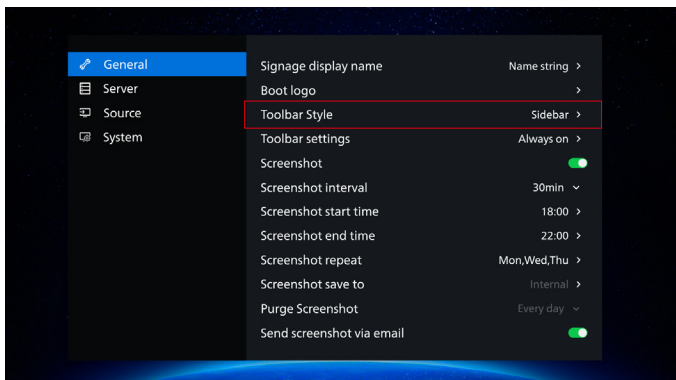 General
Server
Source
System
Signage display name Name string >
Boot logo >
Toolbar Style Sidebar >
Toolbar settings Always on >
Screenshot
Screenshot interval 30min
Screenshot start time 18:00 >
Screenshot end time 22:00 >
Screenshot repeat Mon,Wed,Thu >
Screenshot save to Internal >
Purge Screenshot Every day
Send screenshot via email